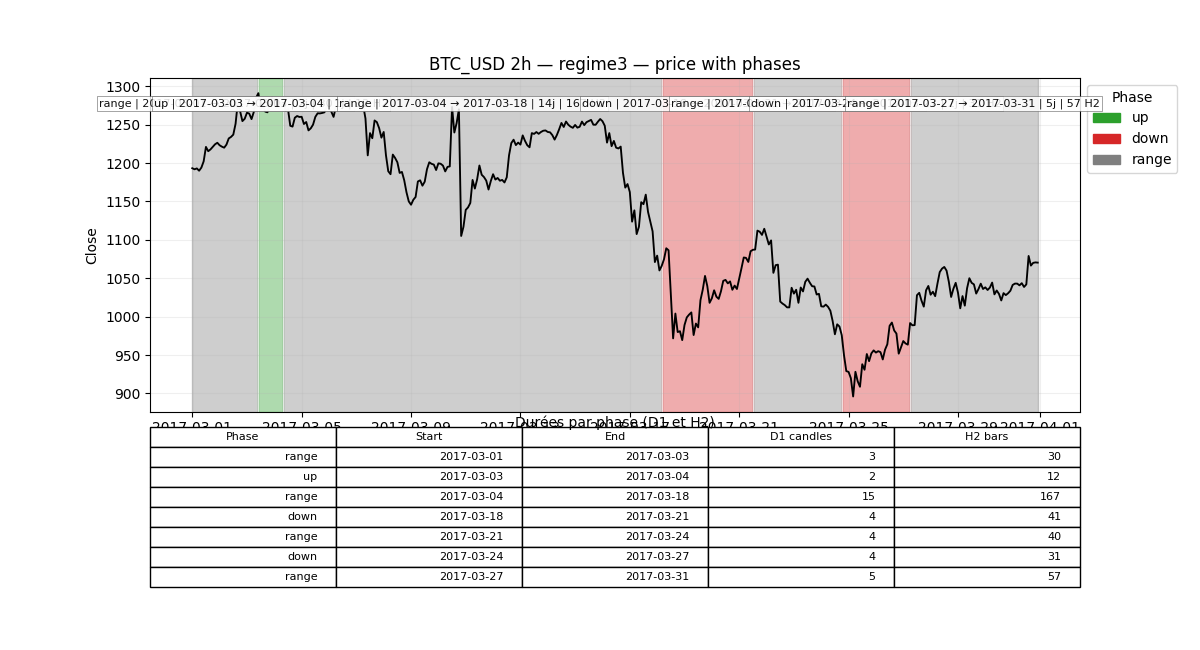 BTC_USD 2h — regime3 — price with phases
range | 20
up | 2017-03-03 → 2017-03-04 |
range | 2017-03-04 → 2017-03-18 | 14j | 16
down | 2017-03
range | 2017-0
down | 2017-03-2
range | 2017-03-27 → 2017-03-31 | 5j | 57 H2
Phase
up
down
range
Close
1300
1250
1200
1150
1100
1050
1000
950
900
2017-03-01 2017-03-05 2017-03-09 2017-03-21 2017-03-25 2017-03-29 2017-04-01
Durées par phase (D1 et H2)
Phase Start End D1 candles H2 bars
range 2017-03-01 2017-03-03 3 30
up 2017-03-03 2017-03-04 2 12
range 2017-03-04 2017-03-18 15 167
down 2017-03-18 2017-03-21 4 41
range 2017-03-21 2017-03-24 4 40
down 2017-03-24 2017-03-27 4 31
range 2017-03-27 2017-03-31 5 57